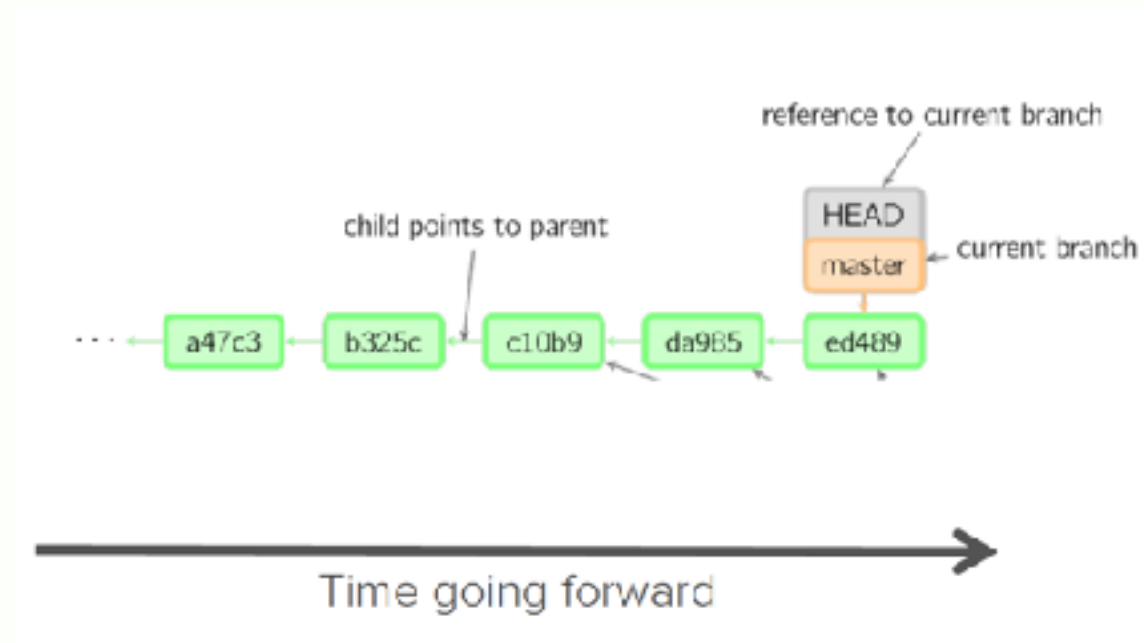 reference to current branch
HEAD
child points to parent
current branch
master
... a47c3 b325c c10b9 da985 ed489
Time going forward